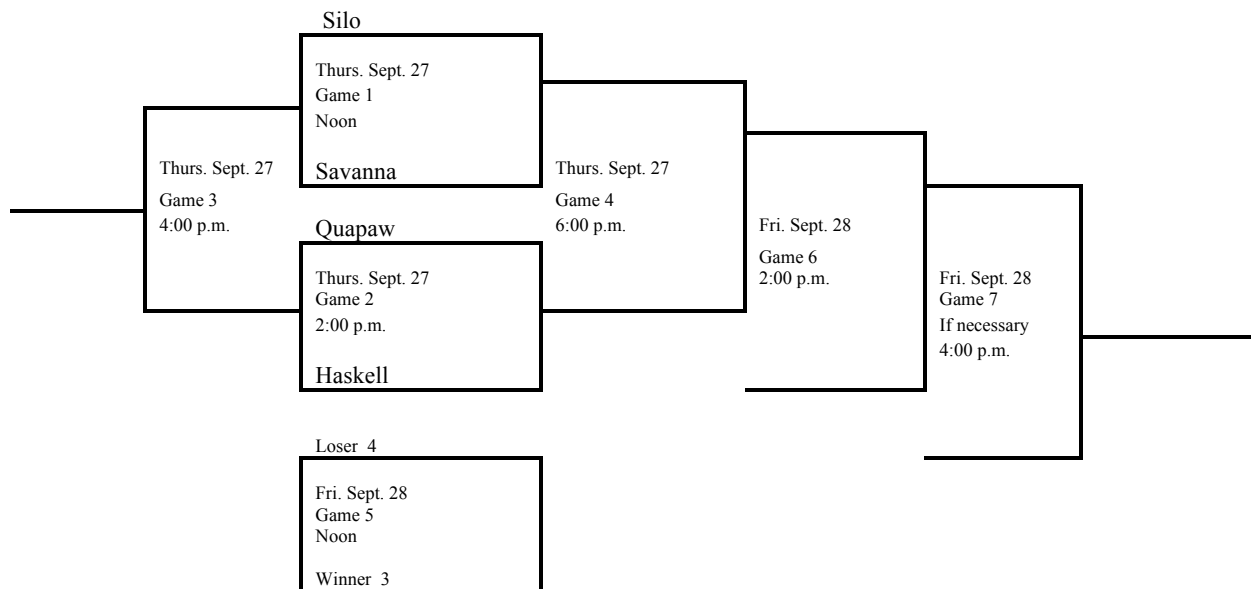 Silo
Thurs. Sept. 27
Game 1
Noon
Savanna
Thurs. Sept. 27
Game 3
4:00 p.m.
Thurs. Sept. 27
Game 4
6:00 p.m.
Quapaw
Thurs. Sept. 27
Game 2
2:00 p.m.
Haskell
Fri. Sept. 28
Game 6
2:00 p.m.
Fri. Sept. 28
Game 7
If necessary
4:00 p.m.
Loser 4
Fri. Sept. 28
Game 5
Noon
Winner 3